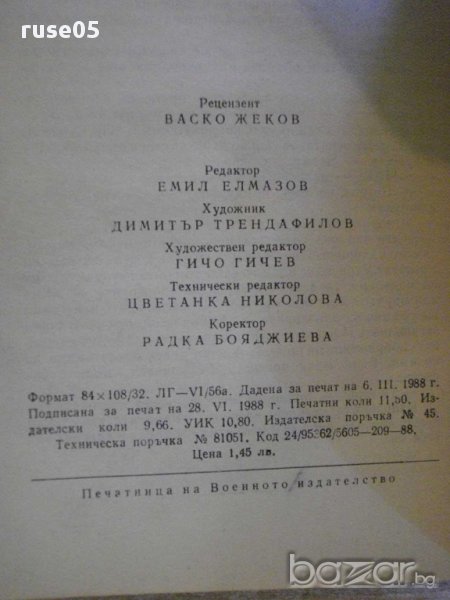 ruse05
Рецензент
ВАСКО ЖЕКОВ
Редактор
ЕМИЛ ЕЛМАЗОВ
Художник
ДИМИТЪР ТРЕНДАФИЛОВ
Художествен редактор
ГИЧО ГИЧЕВ
Технически редактор
ЦВЕТАНКА НИКОЛОВА
Коректор
РАДКА БОЯДЖИЕВА
Формат 84×108/32. ЛГ—VI/56а. Дадена за печат на 6. III. 1988 г.
Подписана за печат на 28. VI. 1988 г. Печатни коли 11,50. Из-
дателски коли 9,66. УИК 10,80. Издателска поръчка № 45.
Техническа поръчка № 81051. Код 24/95362/5605—209—88.
Цена 1,45 лв.
Печатница на Военното издателство
bazar.bg